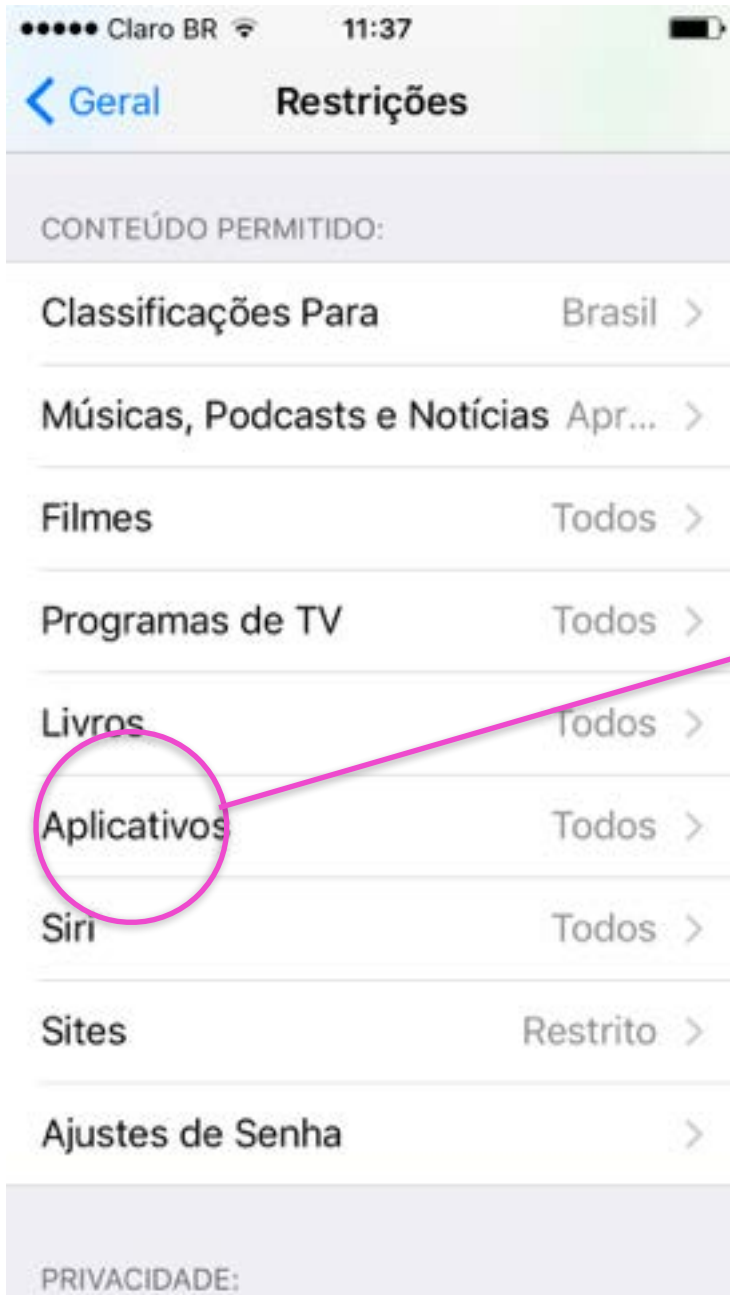 Claro BR 11:37
Geral Restrições
CONTEÚDO PERMITIDO:
Classificações Para Brasil
Músicas, Podcasts e Notícias Apr...
Filmes Todos
Programas de TV Todos
Livros Todos
Aplicativos Todos
Siri Todos
Sites Restrito
Ajustes de Senha
PRIVACIDADE: